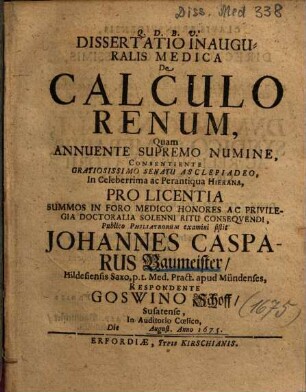 Diss. Med 338
Q. D. B. V.
DISSERTATIO INAUGU-
RALIS MEDICA
De
CALCULO
RENUM,
Quam
ANNUENTE SUPREMO NUMINE,
CONSENTIENTE
GRATIOSISSIMO SENATU ASCLEPIADEO,
In Celeberrima ac Perantiqua HIERANA,
PRO LICENTIA
SUMMOS IN FORO MEDICO HONORES AC PRIVILE-
GIA DOCTORALIA SOLENNI RITU CONSEQVENDI,
Publico PHILIATRORUM examini sistit
JOHANNES CASPA-
RUS Baumeister/
Hildesiensis Saxo, p. t. Med. Pract. apud Mündenses,
RESPONDENTE
GOSWINO Schoff/
Susatense,
In Auditorio Cœlico,
Die August. Anno 1675.
(1675)
ERFORDIÆ, Typis KIRSCHIANIS.